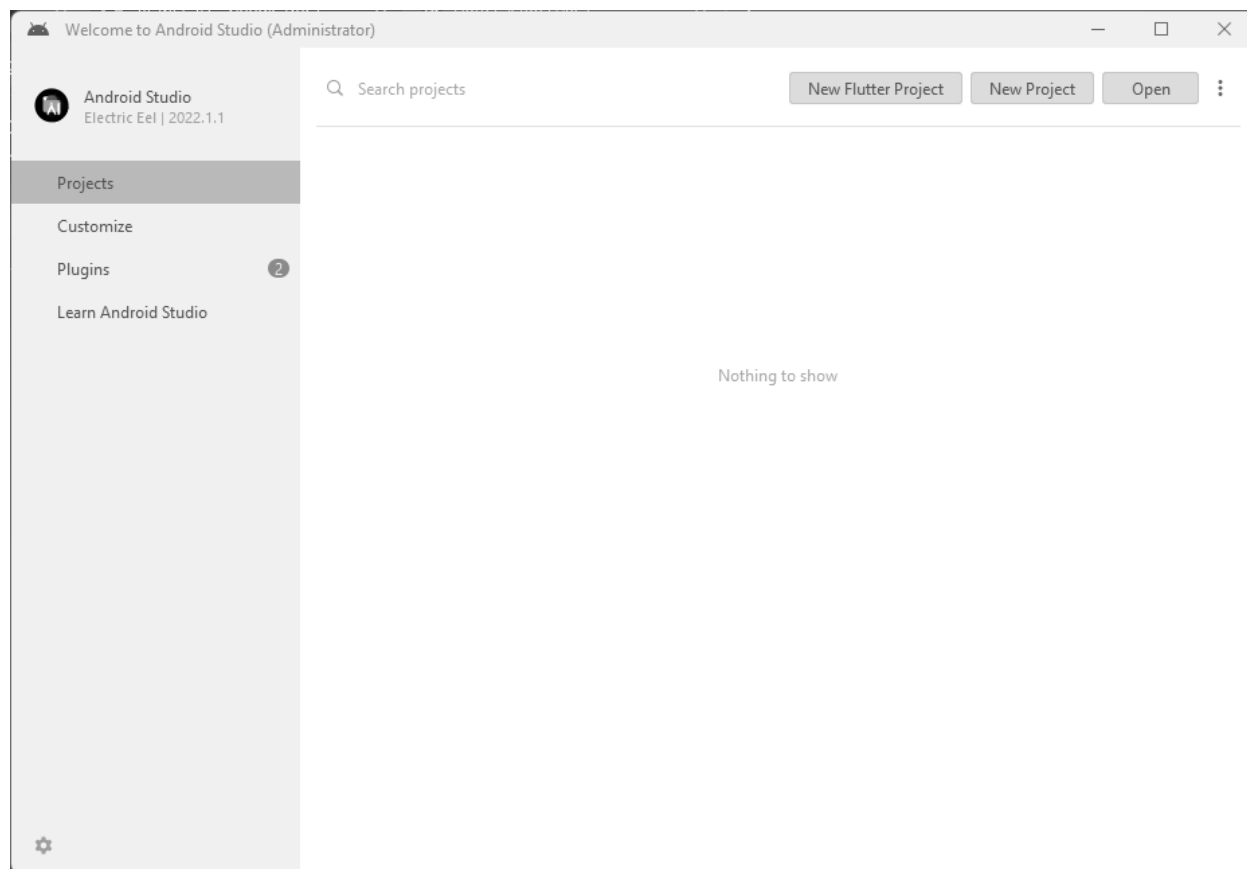 Welcome to Android Studio (Administrator)
Android Studio
Electric Eel | 2022.1.1
Search projects
New Flutter Project
New Project
Open
Projects
Customize
Plugins
2
Learn Android Studio
Nothing to show